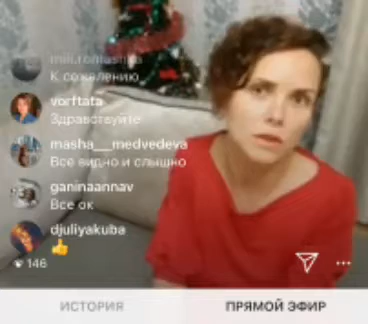 К сожалению
vorftata
Здравствуйте
masha__medvedeva
Все видно и слышно
ganinaannav
Все ок
djuliyakuba
👍
146
ИСТОРИЯ
ПРЯМОЙ ЭФИР